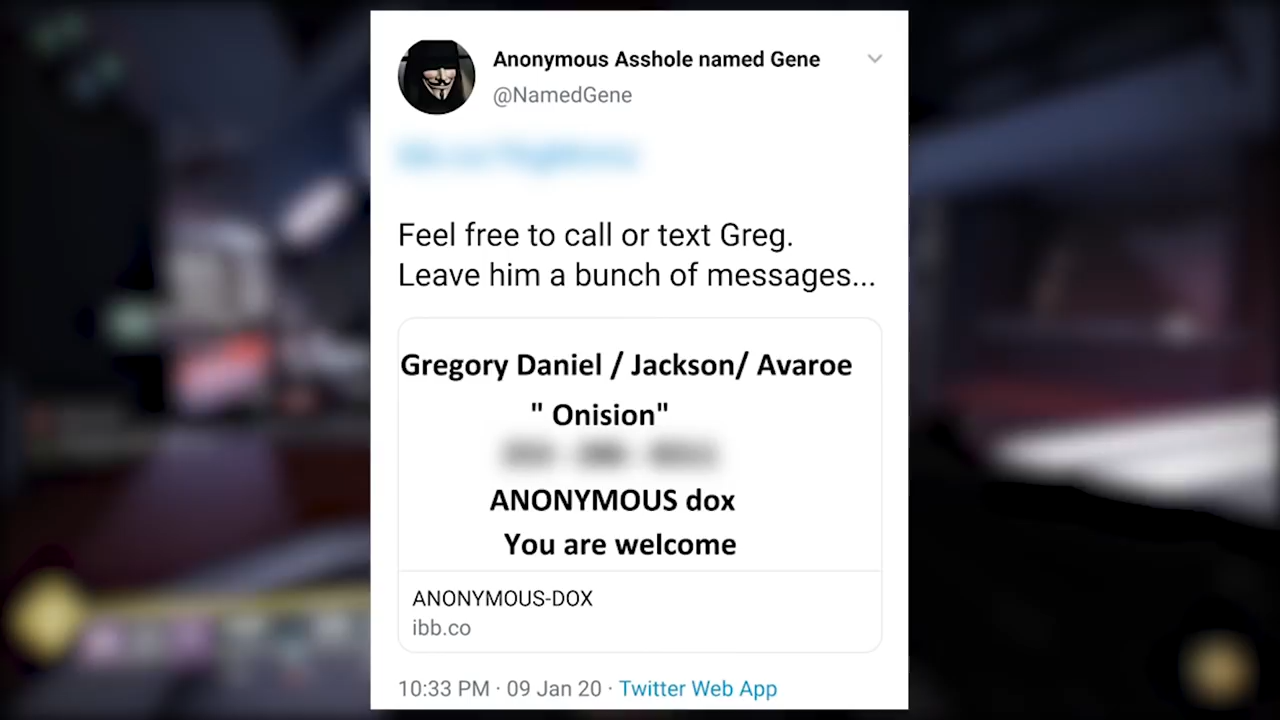 Anonymous Asshole named Gene
@NamedGene
Feel free to call or text Greg.
Leave him a bunch of messages...
Gregory Daniel / Jackson/ Avaroe
" Onision"
ANONYMOUS dox
You are welcome
ANONYMOUS-DOX
ibb.co
10:33 PM · 09 Jan 20 · Twitter Web App